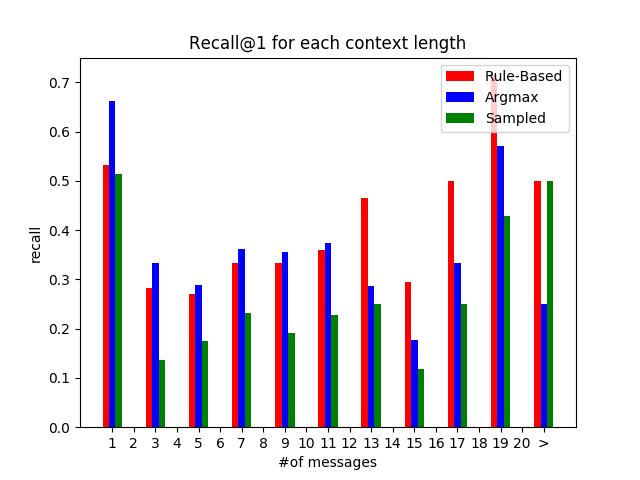 Recall@1 for each context length
Rule-Based
Argmax
Sampled
recall
0.7
0.6
0.5
0.4
0.3
0.2
0.1
0.0
1 2 3 4 5 6 7 8 9 10 11 12 13 14 15 16 17 18 19 20 >
#of messages